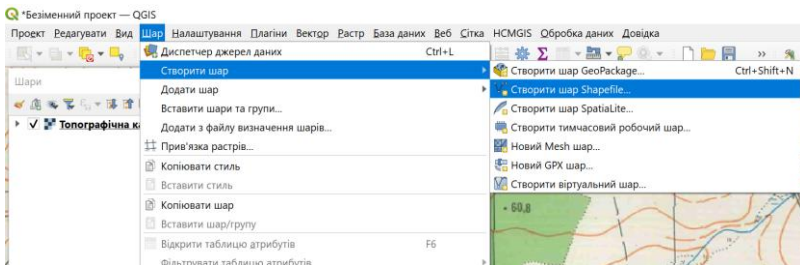 *Безіменний проект — QGIS
Проєкт Редагувати Вид Шар Налаштування Плагіни Вектор Растр База даних Веб Сітка HCMGIS Обробка даних Довідка
Диспетчер джерел даних Ctrl+L
Шари
Створити шар
Створити шар GeoPackage... Ctrl+Shift+N
Додати шар
Створити шар Shapefile...
Вставити шари та групи...
Створити шар SpatiaLite...
Топографічна ка
Додати з файлу визначення шарів...
Створити тимчасовий робочий шар...
Прив'язка растрів...
Новий Mesh шар...
Копіювати стиль
Новий GPX шар...
Вставити стиль
Створити віртуальний шар...
Копіювати шар
60,8
Вставити шар/групу
Відкрити таблицю атрибутів F6
Фільтрувати таблицю атрибутів